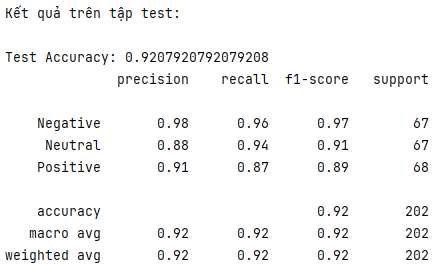 Kết quả trên tập test:
Test Accuracy: 0.9207920792079208
precision recall f1-score support
Negative 0.98 0.96 0.97 67
Neutral 0.88 0.94 0.91 67
Positive 0.91 0.87 0.89 68
accuracy 0.92 202
macro avg 0.92 0.92 0.92 202
weighted avg 0.92 0.92 0.92 202